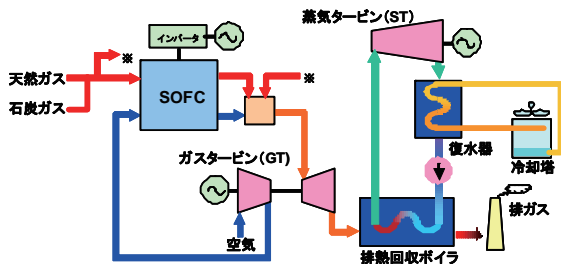 蒸気タービン(ST)
インバータ
※
天然ガス
石炭ガス
SOFC
※
復水器
冷却塔
ガスタービン(GT)
空気
排熱回収ボイラ
排ガス